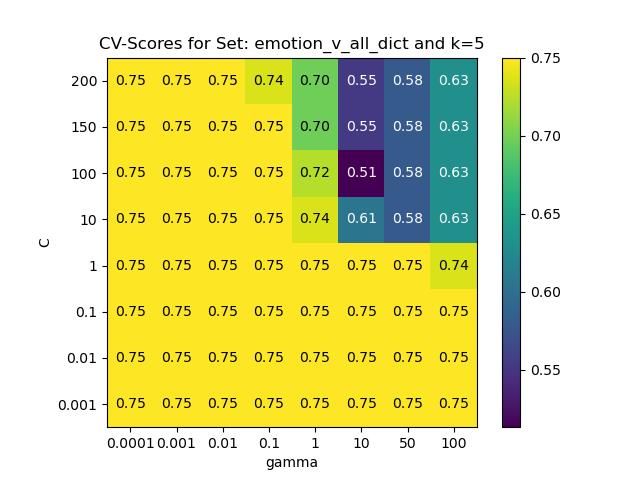 CV-Scores for Set: emotion_v_all_dict and k=5
200 0.75 0.75 0.75 0.74 0.70 0.55 0.58 0.63
150 0.75 0.75 0.75 0.75 0.70 0.55 0.58 0.63
100 0.75 0.75 0.75 0.75 0.72 0.51 0.58 0.63
10 0.75 0.75 0.75 0.75 0.74 0.61 0.58 0.63
C
1 0.75 0.75 0.75 0.75 0.75 0.75 0.75 0.74
0.1 0.75 0.75 0.75 0.75 0.75 0.75 0.75 0.75
0.01 0.75 0.75 0.75 0.75 0.75 0.75 0.75 0.75
0.001 0.75 0.75 0.75 0.75 0.75 0.75 0.75 0.75
0.0001 0.001 0.01 0.1 1 10 50 100
gamma
0.75
0.70
0.65
0.60
0.55